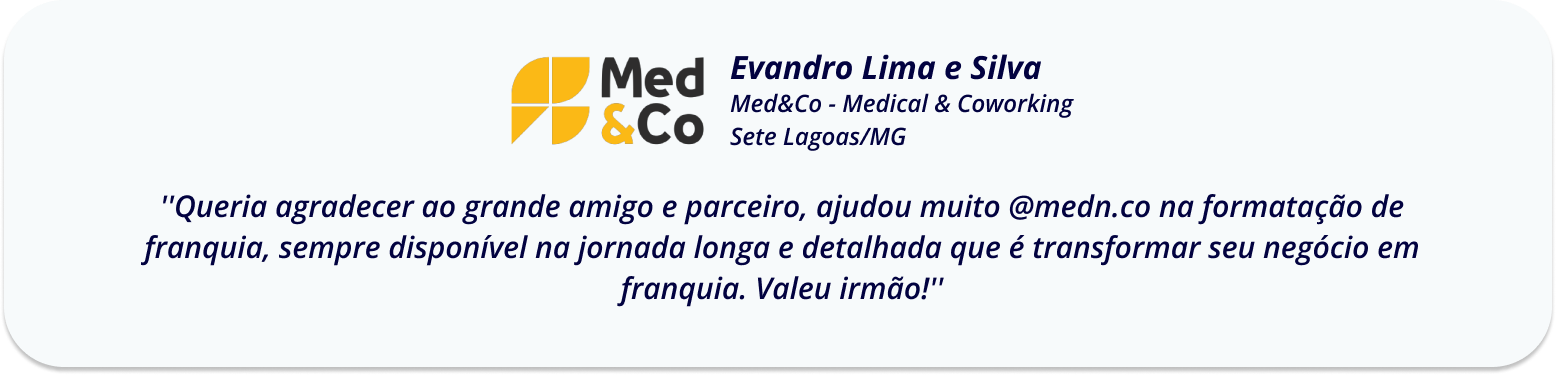 Med
&Co
Evandro Lima e Silva
Med&Co - Medical & Coworking
Sete Lagoas/MG
''Queria agradecer ao grande amigo e parceiro, ajudou muito @medn.co na formatação de
franquia, sempre disponível na jornada longa e detalhada que é transformar seu negócio em
franquia. Valeu irmão!''